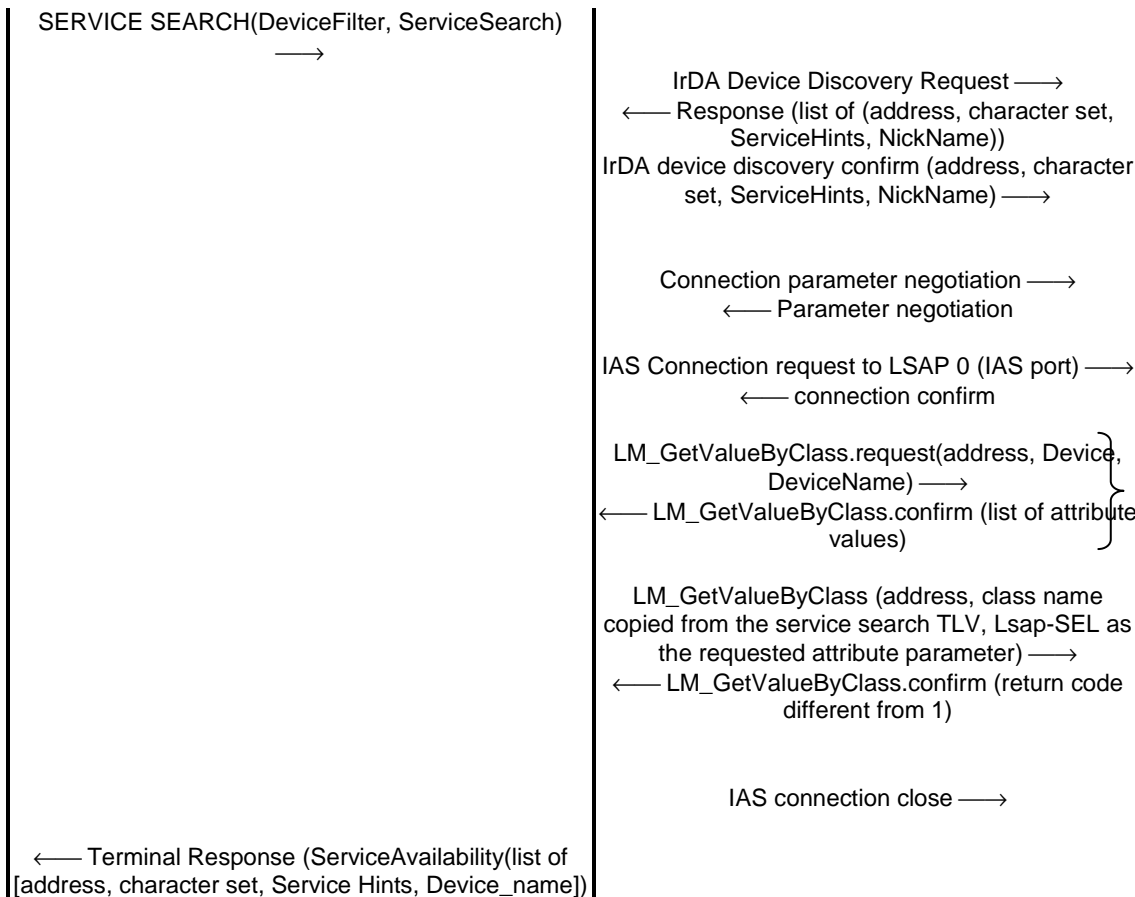 SERVICE SEARCH(DeviceFilter, ServiceSearch)
⎯⎯→
IrDA Device Discovery Request ⎯⎯→
←⎯⎯ Response (list of (address, character set,
ServiceHints, NickName))
IrDA device discovery confirm (address, character
set, ServiceHints, NickName) ⎯⎯→
Connection parameter negotiation ⎯⎯→
←⎯⎯ Parameter negotiation
IAS Connection request to LSAP 0 (IAS port) ⎯⎯→
←⎯⎯ connection confirm
LM_GetValueByClass.request(address, Device,
DeviceName) ⎯⎯→
←⎯⎯ LM_GetValueByClass.confirm (list of attribute
values)
LM_GetValueByClass (address, class name
copied from the service search TLV, Lsap-SEL as
the requested attribute parameter) ⎯⎯→
←⎯⎯ LM_GetValueByClass.confirm (return code
different from 1)
IAS connection close ⎯⎯→
←⎯⎯ Terminal Response (ServiceAvailability(list of
[address, character set, Service Hints, Device_name])